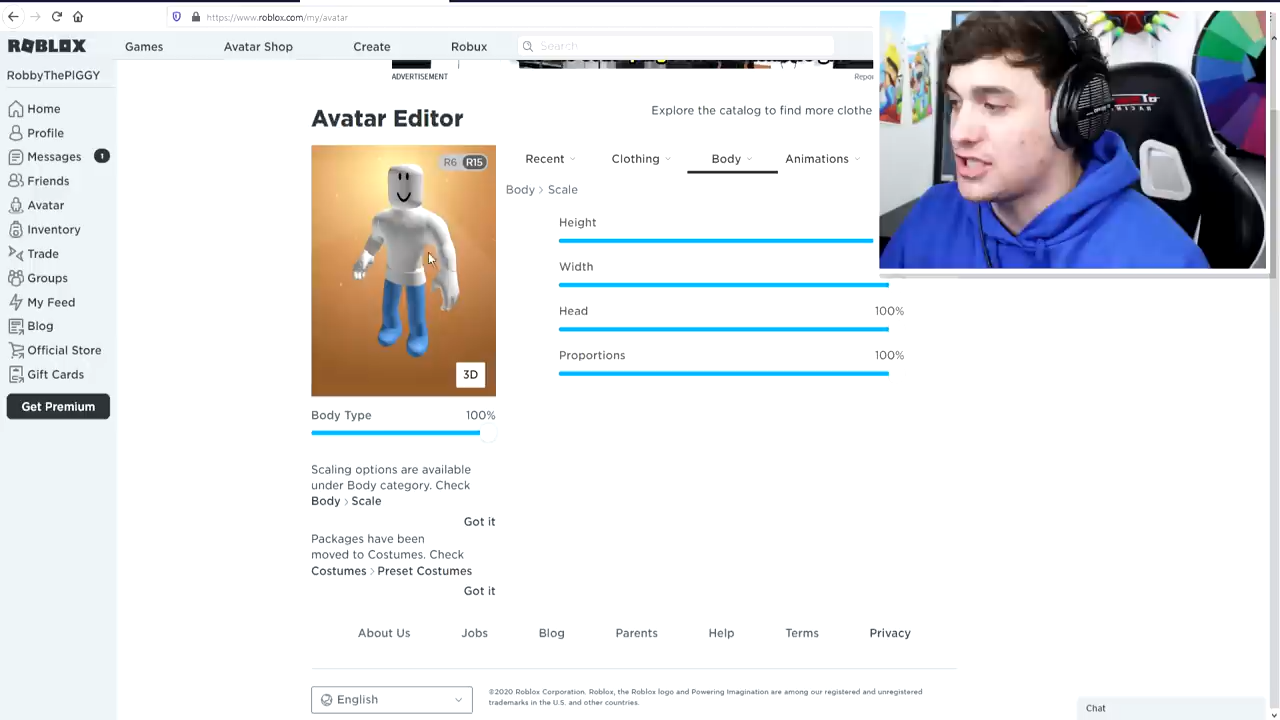 https://www.roblox.com/my/avatar
ROBLOX
Games
Avatar Shop
Create
Robux
Search
RobbyThePIGGY
Home
Profile
Messages
1
Friends
Avatar
Inventory
Trade
Groups
My Feed
Blog
Official Store
Gift Cards
Get Premium
ADVERTISEMENT
Avatar Editor
Explore the catalog to find more clothe
R6 R15
3D
Recent
Clothing
Body
Animations
Body > Scale
Height
Width
Head 100%
Proportions 100%
Body Type 100%
Scaling options are available
under Body category. Check
Body > Scale
Got it
Packages have been
moved to Costumes. Check
Costumes > Preset Costumes
Got it
About Us
Jobs
Blog
Parents
Help
Terms
Privacy
English
©2020 Roblox Corporation. Roblox, the Roblox logo and Powering Imagination are among our registered and unregistered
trademarks in the U.S. and other countries.
Chat